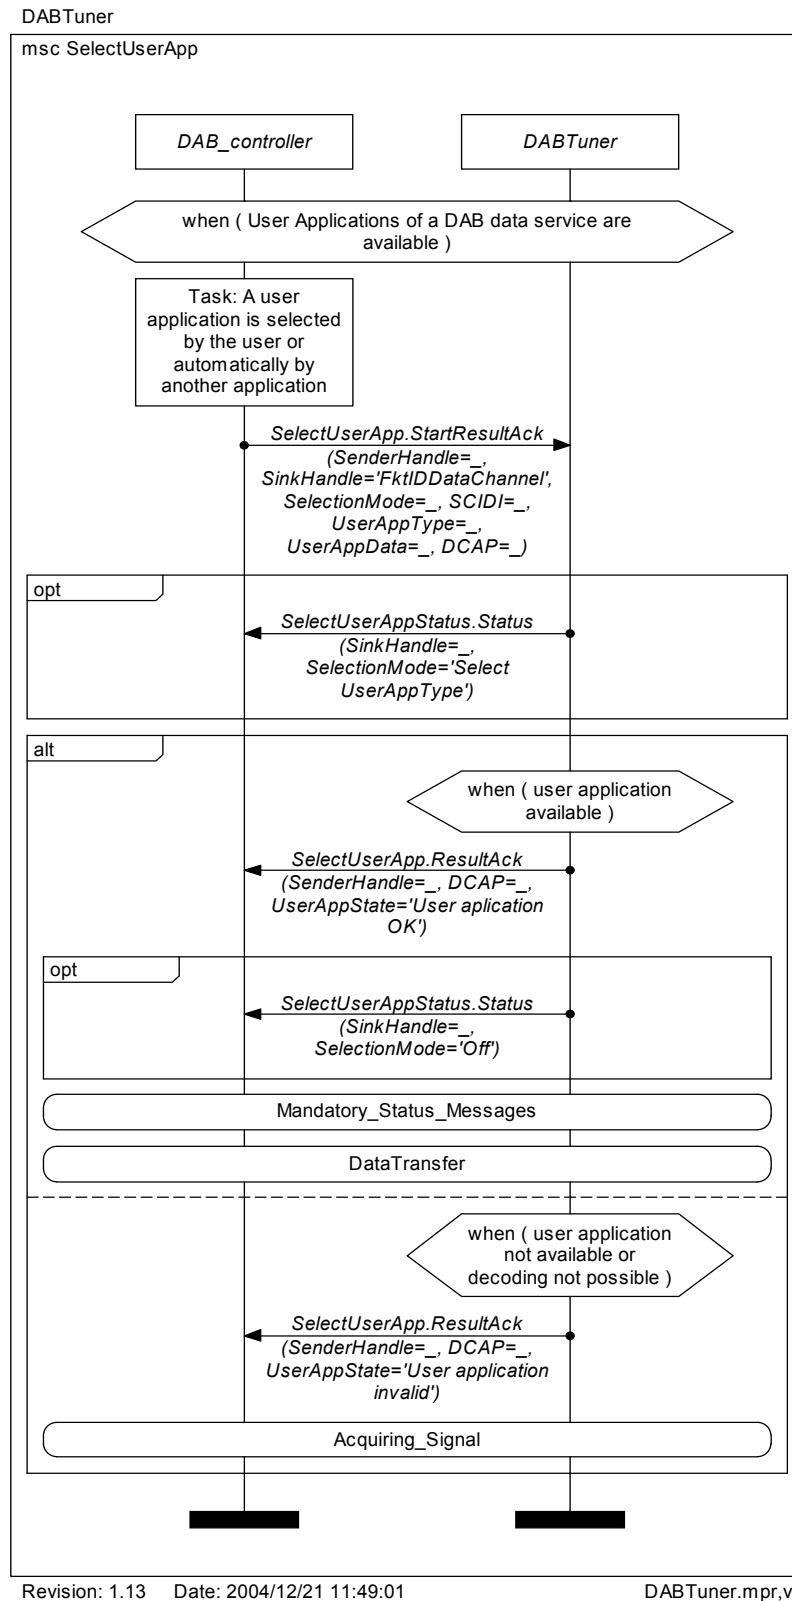 DABTuner
msc SelectUserApp
DAB_controller
DABTuner
when ( User Applications of a DAB data service are
available )
Task: A user
application is selected
by the user or
automatically by
another application
SelectUserApp.StartResultAck
(SenderHandle=_,
SinkHandle='FktIDDataChannel',
SelectionMode=_, SCIDI=_,
UserAppType=_,
UserAppData=_, DCAP=_)
opt
SelectUserAppStatus.Status
(SinkHandle=_,
SelectionMode='Select
UserAppType')
alt
when ( user application
available )
SelectUserApp.ResultAck
(SenderHandle=_, DCAP=_,
UserAppState='User aplication
OK')
opt
SelectUserAppStatus.Status
(SinkHandle=_,
SelectionMode='Off')
Mandatory_Status_Messages
DataTransfer
when ( user application
not available or
decoding not possible )
SelectUserApp.ResultAck
(SenderHandle=_, DCAP=_,
UserAppState='User application
invalid')
Acquiring_Signal
Revision: 1.13 Date: 2004/12/21 11:49:01 DABTuner.mpr,v